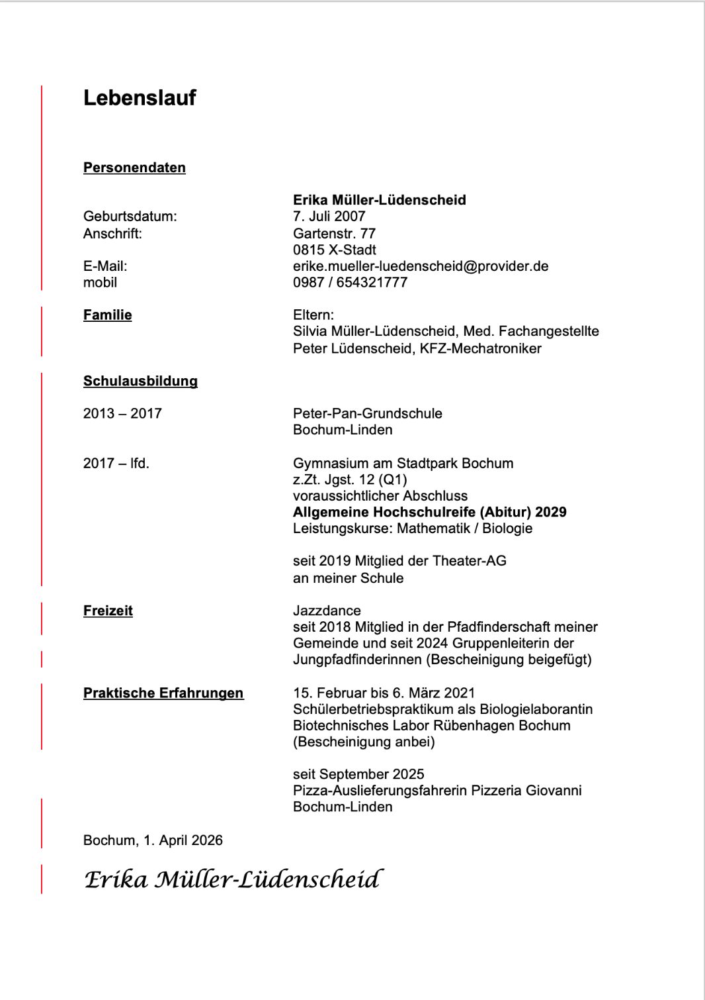 Lebenslauf
Personendaten
Erika Müller-Lüdenscheid
Geburtsdatum: 7. Juli 2007
Anschrift: Gartenstr. 77
0815 X-Stadt
E-Mail: erike.mueller-luedenscheid@provider.de
mobil 0987 / 654321777
Familie Eltern:
Silvia Müller-Lüdenscheid, Med. Fachangestellte
Peter Lüdenscheid, KFZ-Mechatroniker
Schulausbildung
2013 – 2017 Peter-Pan-Grundschule
Bochum-Linden
2017 – lfd. Gymnasium am Stadtpark Bochum
z.Zt. Jgst. 12 (Q1)
voraussichtlicher Abschluss
Allgemeine Hochschulreife (Abitur) 2029
Leistungskurse: Mathematik / Biologie
seit 2019 Mitglied der Theater-AG
an meiner Schule
Freizeit Jazzdance
seit 2018 Mitglied in der Pfadfinderschaft meiner
Gemeinde und seit 2024 Gruppenleiterin der
Jungpfadfinderinnen (Bescheinigung beigefügt)
Praktische Erfahrungen 15. Februar bis 6. März 2021
Schülerbetriebspraktikum als Biologielaborantin
Biotechnisches Labor Rübenhagen Bochum
(Bescheinigung anbei)
seit September 2025
Pizza-Auslieferungsfahrerin Pizzeria Giovanni
Bochum-Linden
Bochum, 1. April 2026
Erika Müller-Lüdenscheid